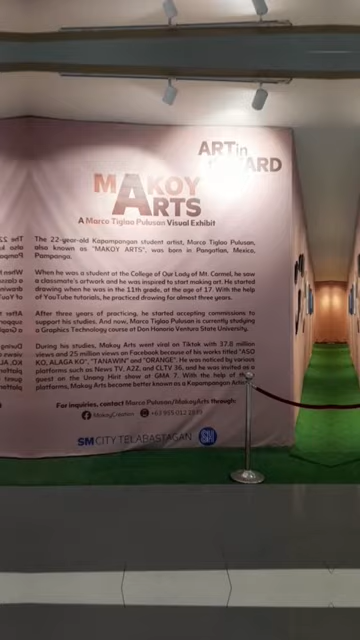 ARTin
ARD
MAKOY
ARTS
A Marco Tiglao Pulusan Visual Exhibit
The 22-year-old Kapampangan student artist, Marco Tiglao Pulusan,
also known as "MAKOY ARTS", was born in Pangatlan, Mexico,
Pampanga.
When he was a student at the College of Our Lady of Mt. Carmel, he saw
a classmate's artwork and he was inspired to start making art. He started
drawing when he was in the 11th grade, at the age of 17. With the help
of YouTube tutorials, he practiced drawing for almost three years.
After three years of practicing, he started accepting commissions to
support his studies. And now, Marco Tiglao Pulusan is currently studying
a Graphics Technology course at Don Honorio Ventura State University.
During his studies, Makoy Arts went viral on Tiktok with 37.8 million
views and 25 million views on Facebook because of his works titled "ASO
KO, ALAGA KO", "TANAWIN" and "ORANGE". He was noticed by various
platforms such as News TV, AZZ, and CLTV 36, and he was invited as a
guest on the Unang Hirit show at GMA 7. With the help of the
platforms, Makoy Arts became better known as a Kapampangan Artist.
For inquiries, contact Marco Pulusan/MakoyArts through:
MakoyCreation
SM CITY TELABASTAGAN
SM